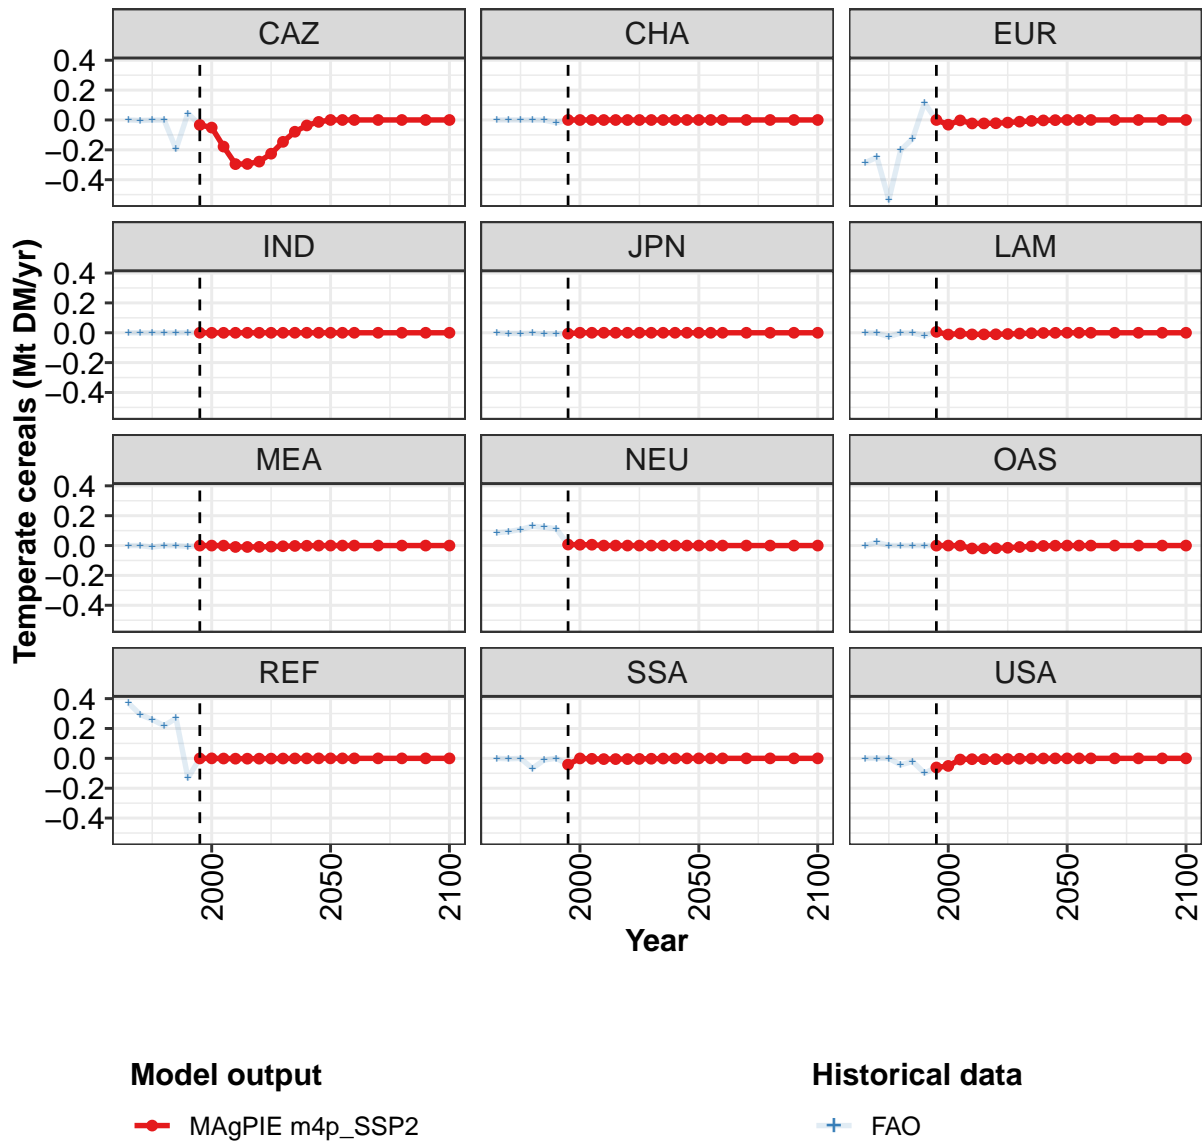 CAZ CHA EUR
0.4
0.2
0.0
−0.2
−0.4
IND JPN LAM
0.4
0.2
0.0
−0.2
−0.4
MEA NEU OAS
0.4
0.2
0.0
−0.2
−0.4
REF SSA USA
0.4
0.2
0.0
−0.2
−0.4
Temperate cereals (Mt DM/yr)
2000 2050 2100 2000 2050 2100 2000 2050 2100
Year
Model output Historical data
MAgPIE m4p_SSP2 FAO